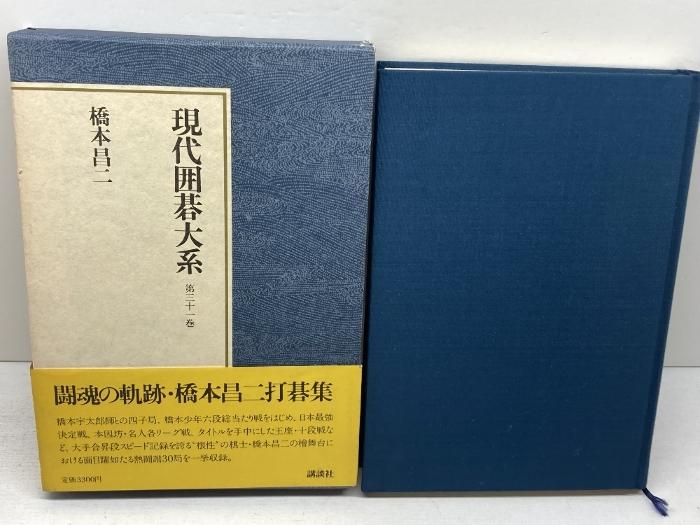 現代囲碁大系 第三十一巻
橋本昌二
闘魂の軌跡・橋本昌二打碁集
橋本宇太郎師との四子局、橋本少年六段総当たり戦をはじめ、日本最強
決定戦、本因坊・名人各リーグ戦、タイトルを手中にした王座・十段戦な
ど、大手合昇段スピード記録を誇る“根性”の棋士・橋本昌二の檜舞台に
おける面目躍如たる熱闘譜30局を一挙収録。
定価3300円
講談社